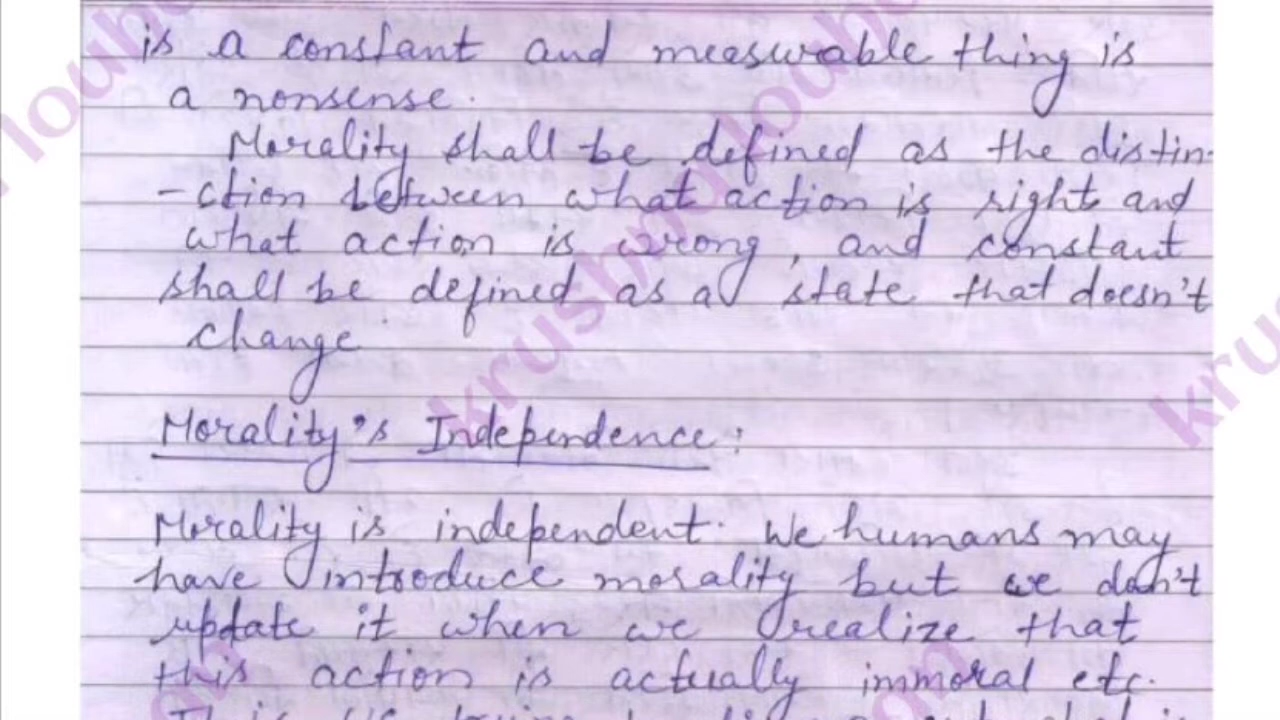 is a constant and measurable thing is
a nonsense.
Morality shall be defined as the distin-
-ction between what action is right and
what action is wrong, and constant
shall be defined as a state that doesn't
change
Morality's Independence:
Morality is independent. We humans may
have introduce morality but we don't
update it when we realize that
this action is actually immoral etc.